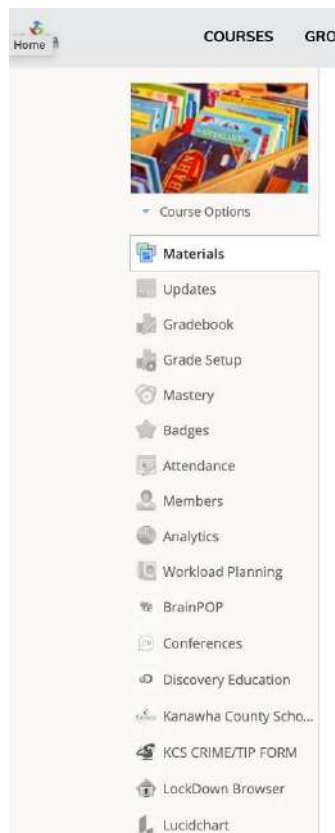 Home
COURSES GRO
BAHN
Course Options
Materials
Updates
Gradebook
Grade Setup
Mastery
Badges
Attendance
Members
Analytics
Workload Planning
BrainPOP
Conferences
Discovery Education
Kanawha County Scho...
KCS CRIME/TIP FORM
LockDown Browser
Lucidchart